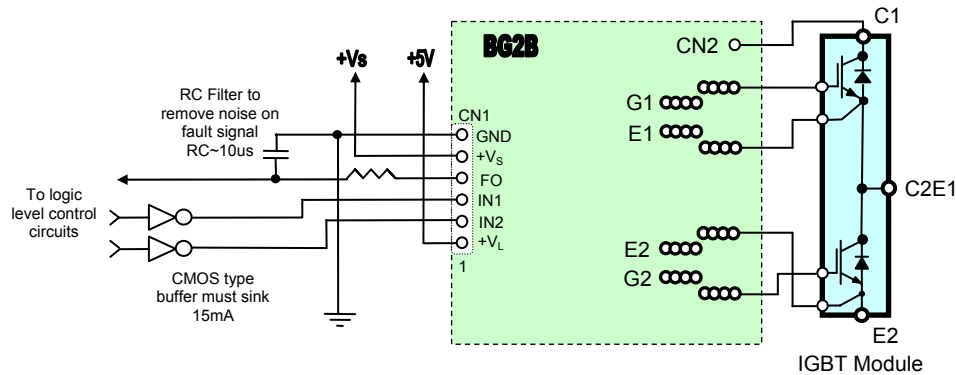 C1
BG2B
CN2
+Vs
+5V
RC Filter to
remove noise on
fault signal
RC~10us
G1
E1
CN1
GND
+VS
FO
IN1
IN2
+VL
1
To logic
level control
circuits
C2E1
E2
G2
CMOS type
buffer must sink
15mA
E2
IGBT Module